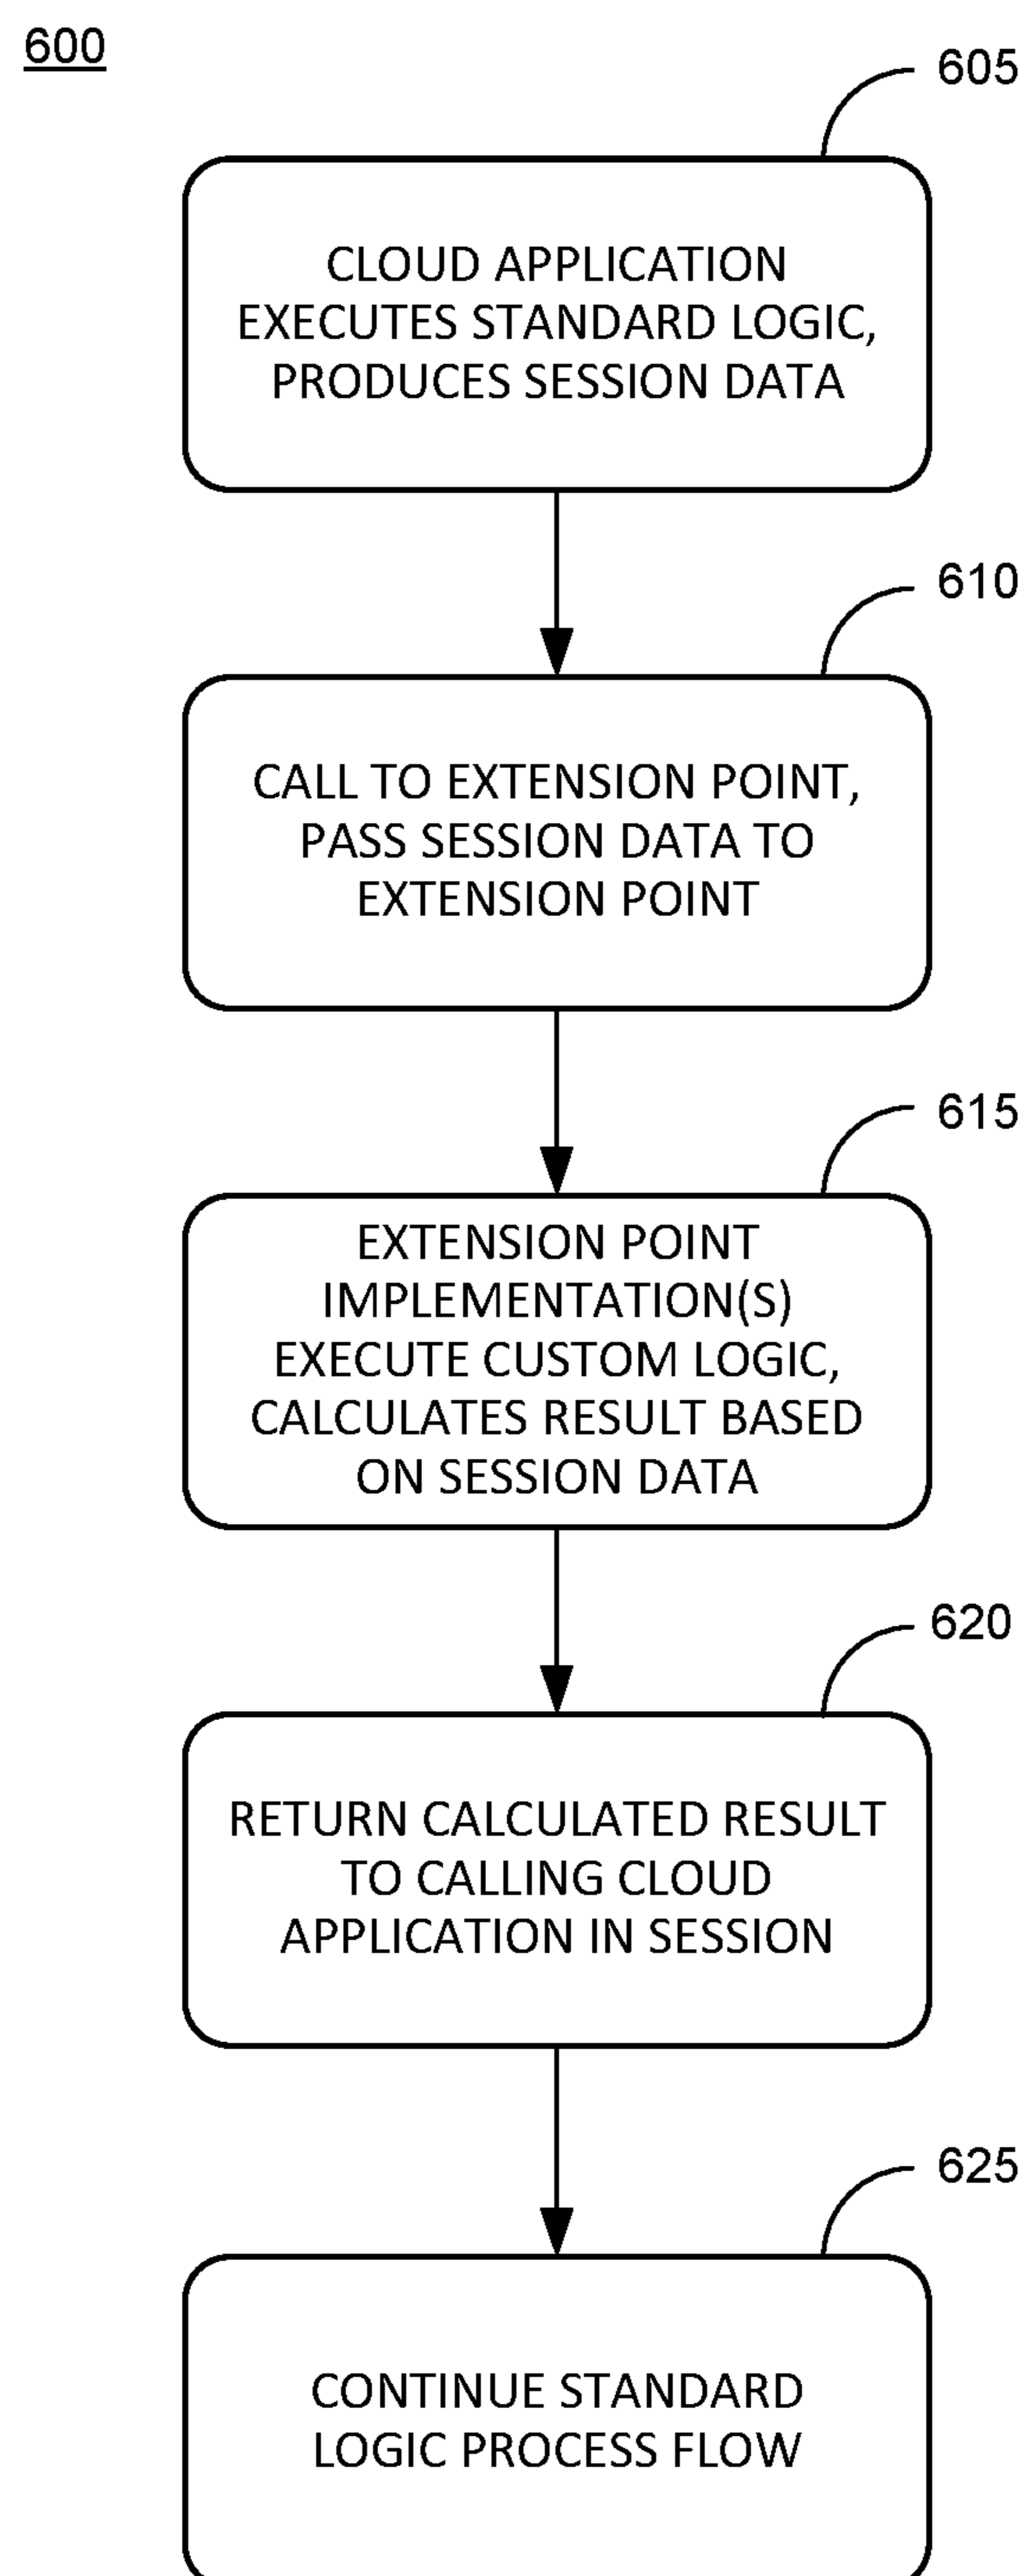 600
605
CLOUD APPLICATION
EXECUTES STANDARD LOGIC,
PRODUCES SESSION DATA
610
CALL TO EXTENSION POINT,
PASS SESSION DATA TO
EXTENSION POINT
615
EXTENSION POINT
IMPLEMENTATION(S)
EXECUTE CUSTOM LOGIC,
CALCULATES RESULT BASED
ON SESSION DATA
620
RETURN CALCULATED RESULT
TO CALLING CLOUD
APPLICATION IN SESSION
625
CONTINUE STANDARD
LOGIC PROCESS FLOW